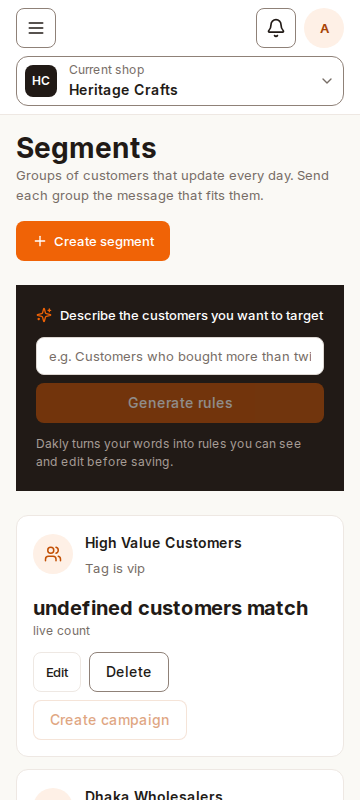 A
HC
Current shop
Heritage Crafts
Segments
Groups of customers that update every day. Send
each group the message that fits them.
Create segment
Describe the customers you want to target
e.g. Customers who bought more than twi
Generate rules
Dakly turns your words into rules you can see
and edit before saving.
High Value Customers
Tag is vip
undefined customers match
live count
Edit
Delete
Create campaign
Dhaka Wholesalers